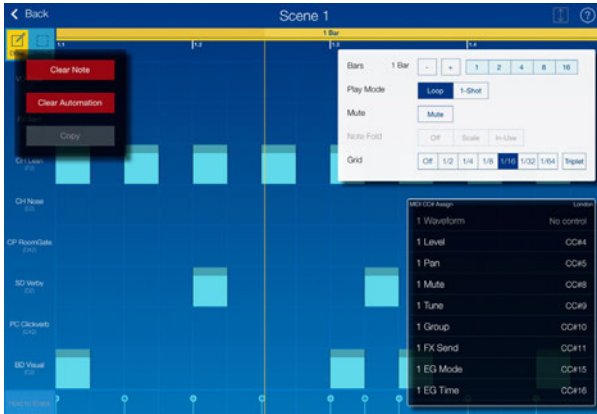 Back
Scene 1
?
1 Bar
1.1
1.2
1.3
1.4
Clear Note
Clear Automation
Copy
Bars 1 Bar - + 1 2 4 8 16
Play Mode Loop 1-Shot
Mute Mute
Note Fold Off Scale In-Use
Grid Off 1/2 1/4 1/8 1/16 1/32 1/64 Triplet
CH Noise
CP RoomGate
SD Verby
PC Clickverb
BD Visual
MIDI CC# Assign London
1 Waveform No control
1 Level CC#4
1 Pan CC#5
1 Mute CC#8
1 Tune CC#9
1 Group CC#10
1 FX Send CC#11
1 EG Mode CC#15
1 EG Time CC#16